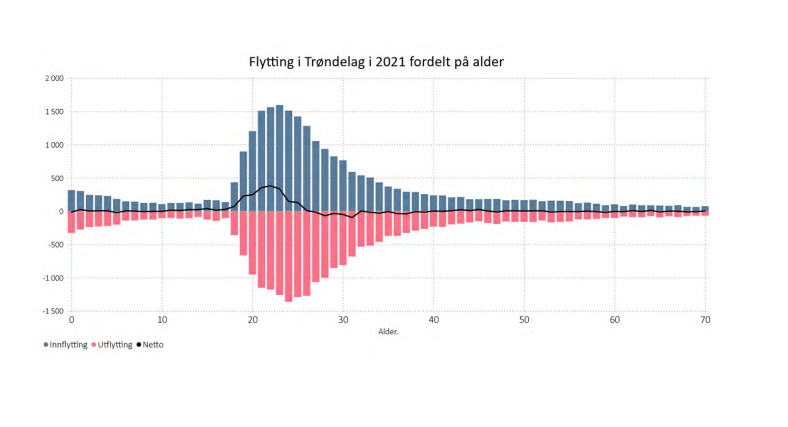 Flytting i Trøndelag i 2021 fordelt på alder
2 000
1 500
1 000
500
0
-500
-1 000
-1 500
0 10 20 30 40 50 60 70
Alder.
Innflytting Utflytting Netto